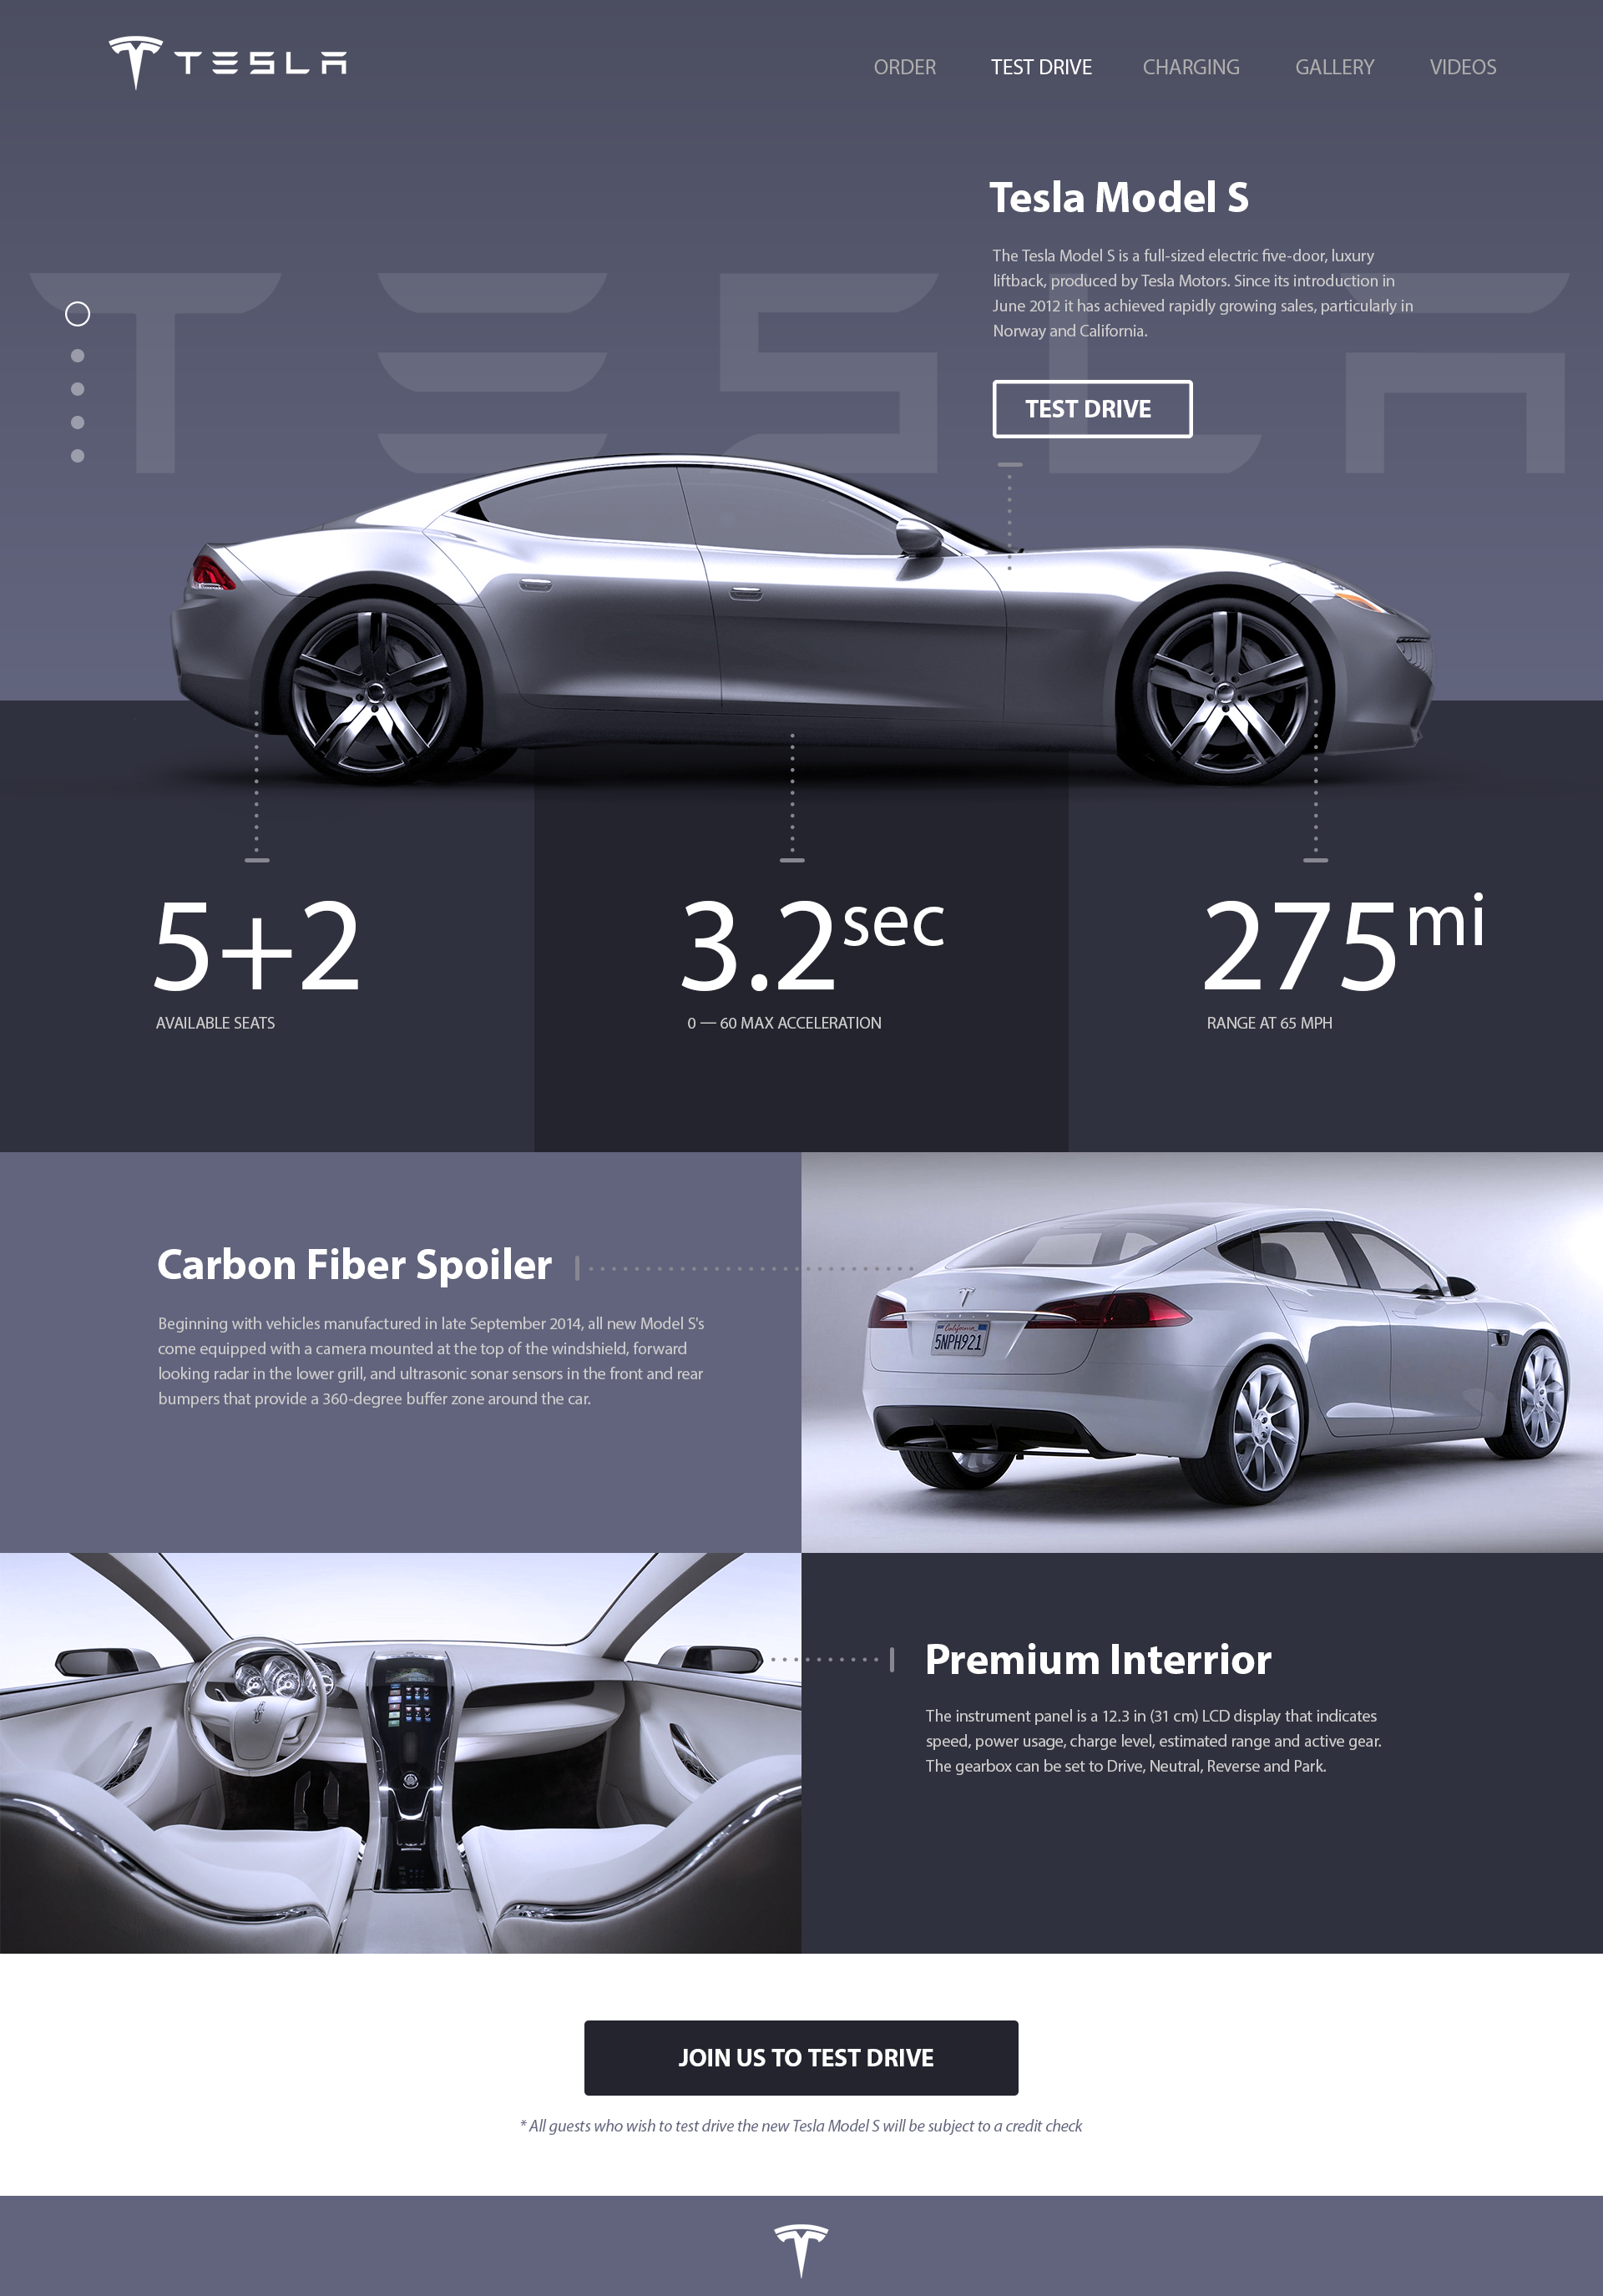 TESLA
ORDER TEST DRIVE CHARGING GALLERY VIDEOS
TESLA
Tesla Model S
The Tesla Model S is a full-sized electric five-door, luxury
liftback, produced by Tesla Motors. Since its introduction in
June 2012 it has achieved rapidly growing sales, particularly in
Norway and California.
TEST DRIVE
5+2
AVAILABLE SEATS
3.2sec
0 — 60 MAX ACCELERATION
275mi
RANGE AT 65 MPH
Carbon Fiber Spoiler
Beginning with vehicles manufactured in late September 2014, all new Model S's
come equipped with a camera mounted at the top of the windshield, forward
looking radar in the lower grill, and ultrasonic sonar sensors in the front and rear
bumpers that provide a 360-degree buffer zone around the car.
California
5NPH921
Premium Interrior
The instrument panel is a 12.3 in (31 cm) LCD display that indicates
speed, power usage, charge level, estimated range and active gear.
The gearbox can be set to Drive, Neutral, Reverse and Park.
JOIN US TO TEST DRIVE
* All guests who wish to test drive the new Tesla Model S will be subject to a credit check